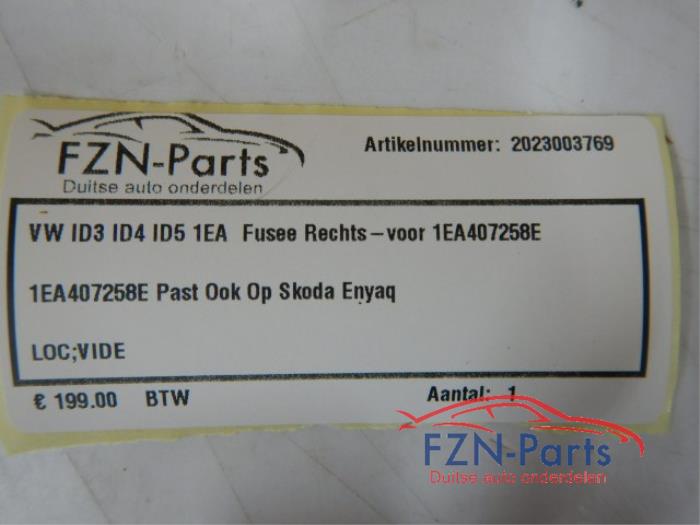 FZN-Parts
Duitse auto onderdelen
Artikelnummer: 2023003769
VW ID3 ID4 ID5 1EA Fusee Rechts-voor 1EA407258E
1EA407258E Past Ook Op Skoda Enyaq
LOC;VIDE
€ 199.00 BTW Aantal: 1
FZN-Parts
Duitse auto onderdelen